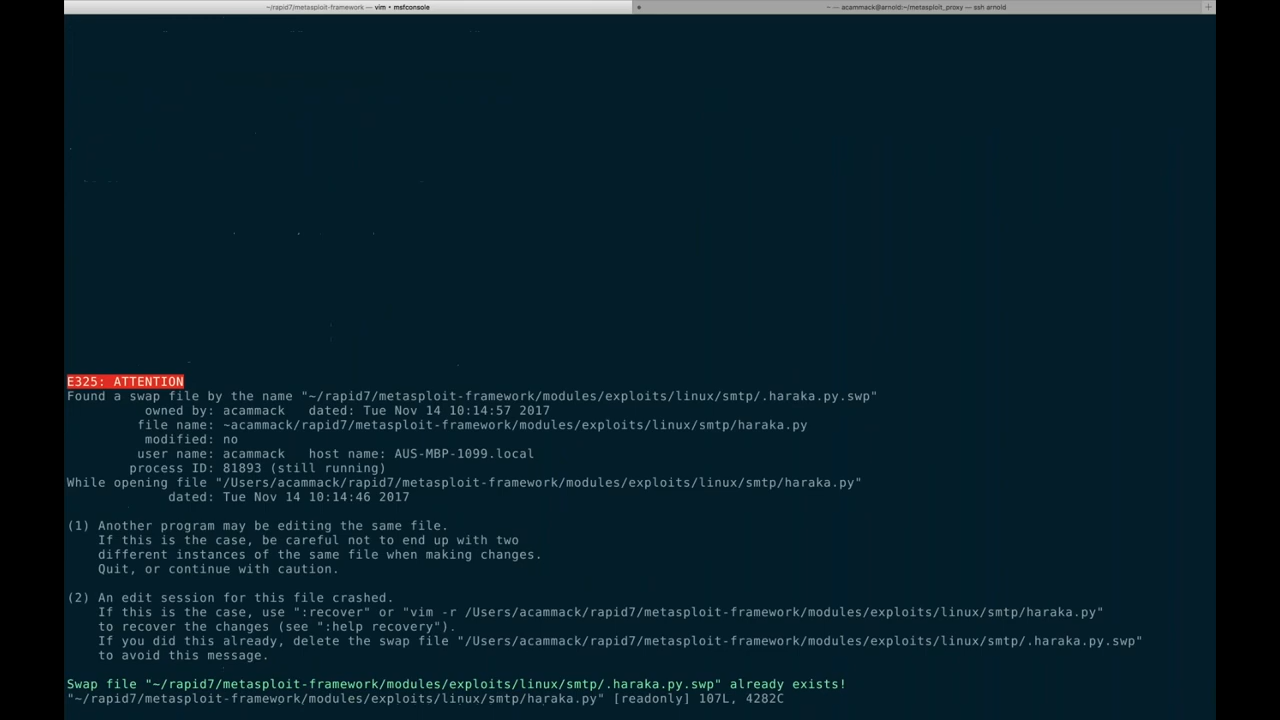 ~/rapid7/metasploit-framework — vim • msfconsole
~ — acammack@arnold:~/metasploit_proxy — ssh arnold
E325: ATTENTION
Found a swap file by the name "~/rapid7/metasploit-framework/modules/exploits/linux/smtp/.haraka.py.swp"
owned by: acammack   dated: Tue Nov 14 10:14:57 2017
file name: ~acammack/rapid7/metasploit-framework/modules/exploits/linux/smtp/haraka.py
modified: no
user name: acammack   host name: AUS-MBP-1099.local
process ID: 81893 (still running)
While opening file "/Users/acammack/rapid7/metasploit-framework/modules/exploits/linux/smtp/haraka.py"
dated: Tue Nov 14 10:14:46 2017
(1) Another program may be editing the same file.
If this is the case, be careful not to end up with two
different instances of the same file when making changes.
Quit, or continue with caution.
(2) An edit session for this file crashed.
If this is the case, use ":recover" or "vim -r /Users/acammack/rapid7/metasploit-framework/modules/exploits/linux/smtp/haraka.py"
to recover the changes (see ":help recovery").
If you did this already, delete the swap file "/Users/acammack/rapid7/metasploit-framework/modules/exploits/linux/smtp/.haraka.py.swp"
to avoid this message.
Swap file "~/rapid7/metasploit-framework/modules/exploits/linux/smtp/.haraka.py.swp" already exists!
"~/rapid7/metasploit-framework/modules/exploits/linux/smtp/haraka.py" [readonly] 107L, 4282C